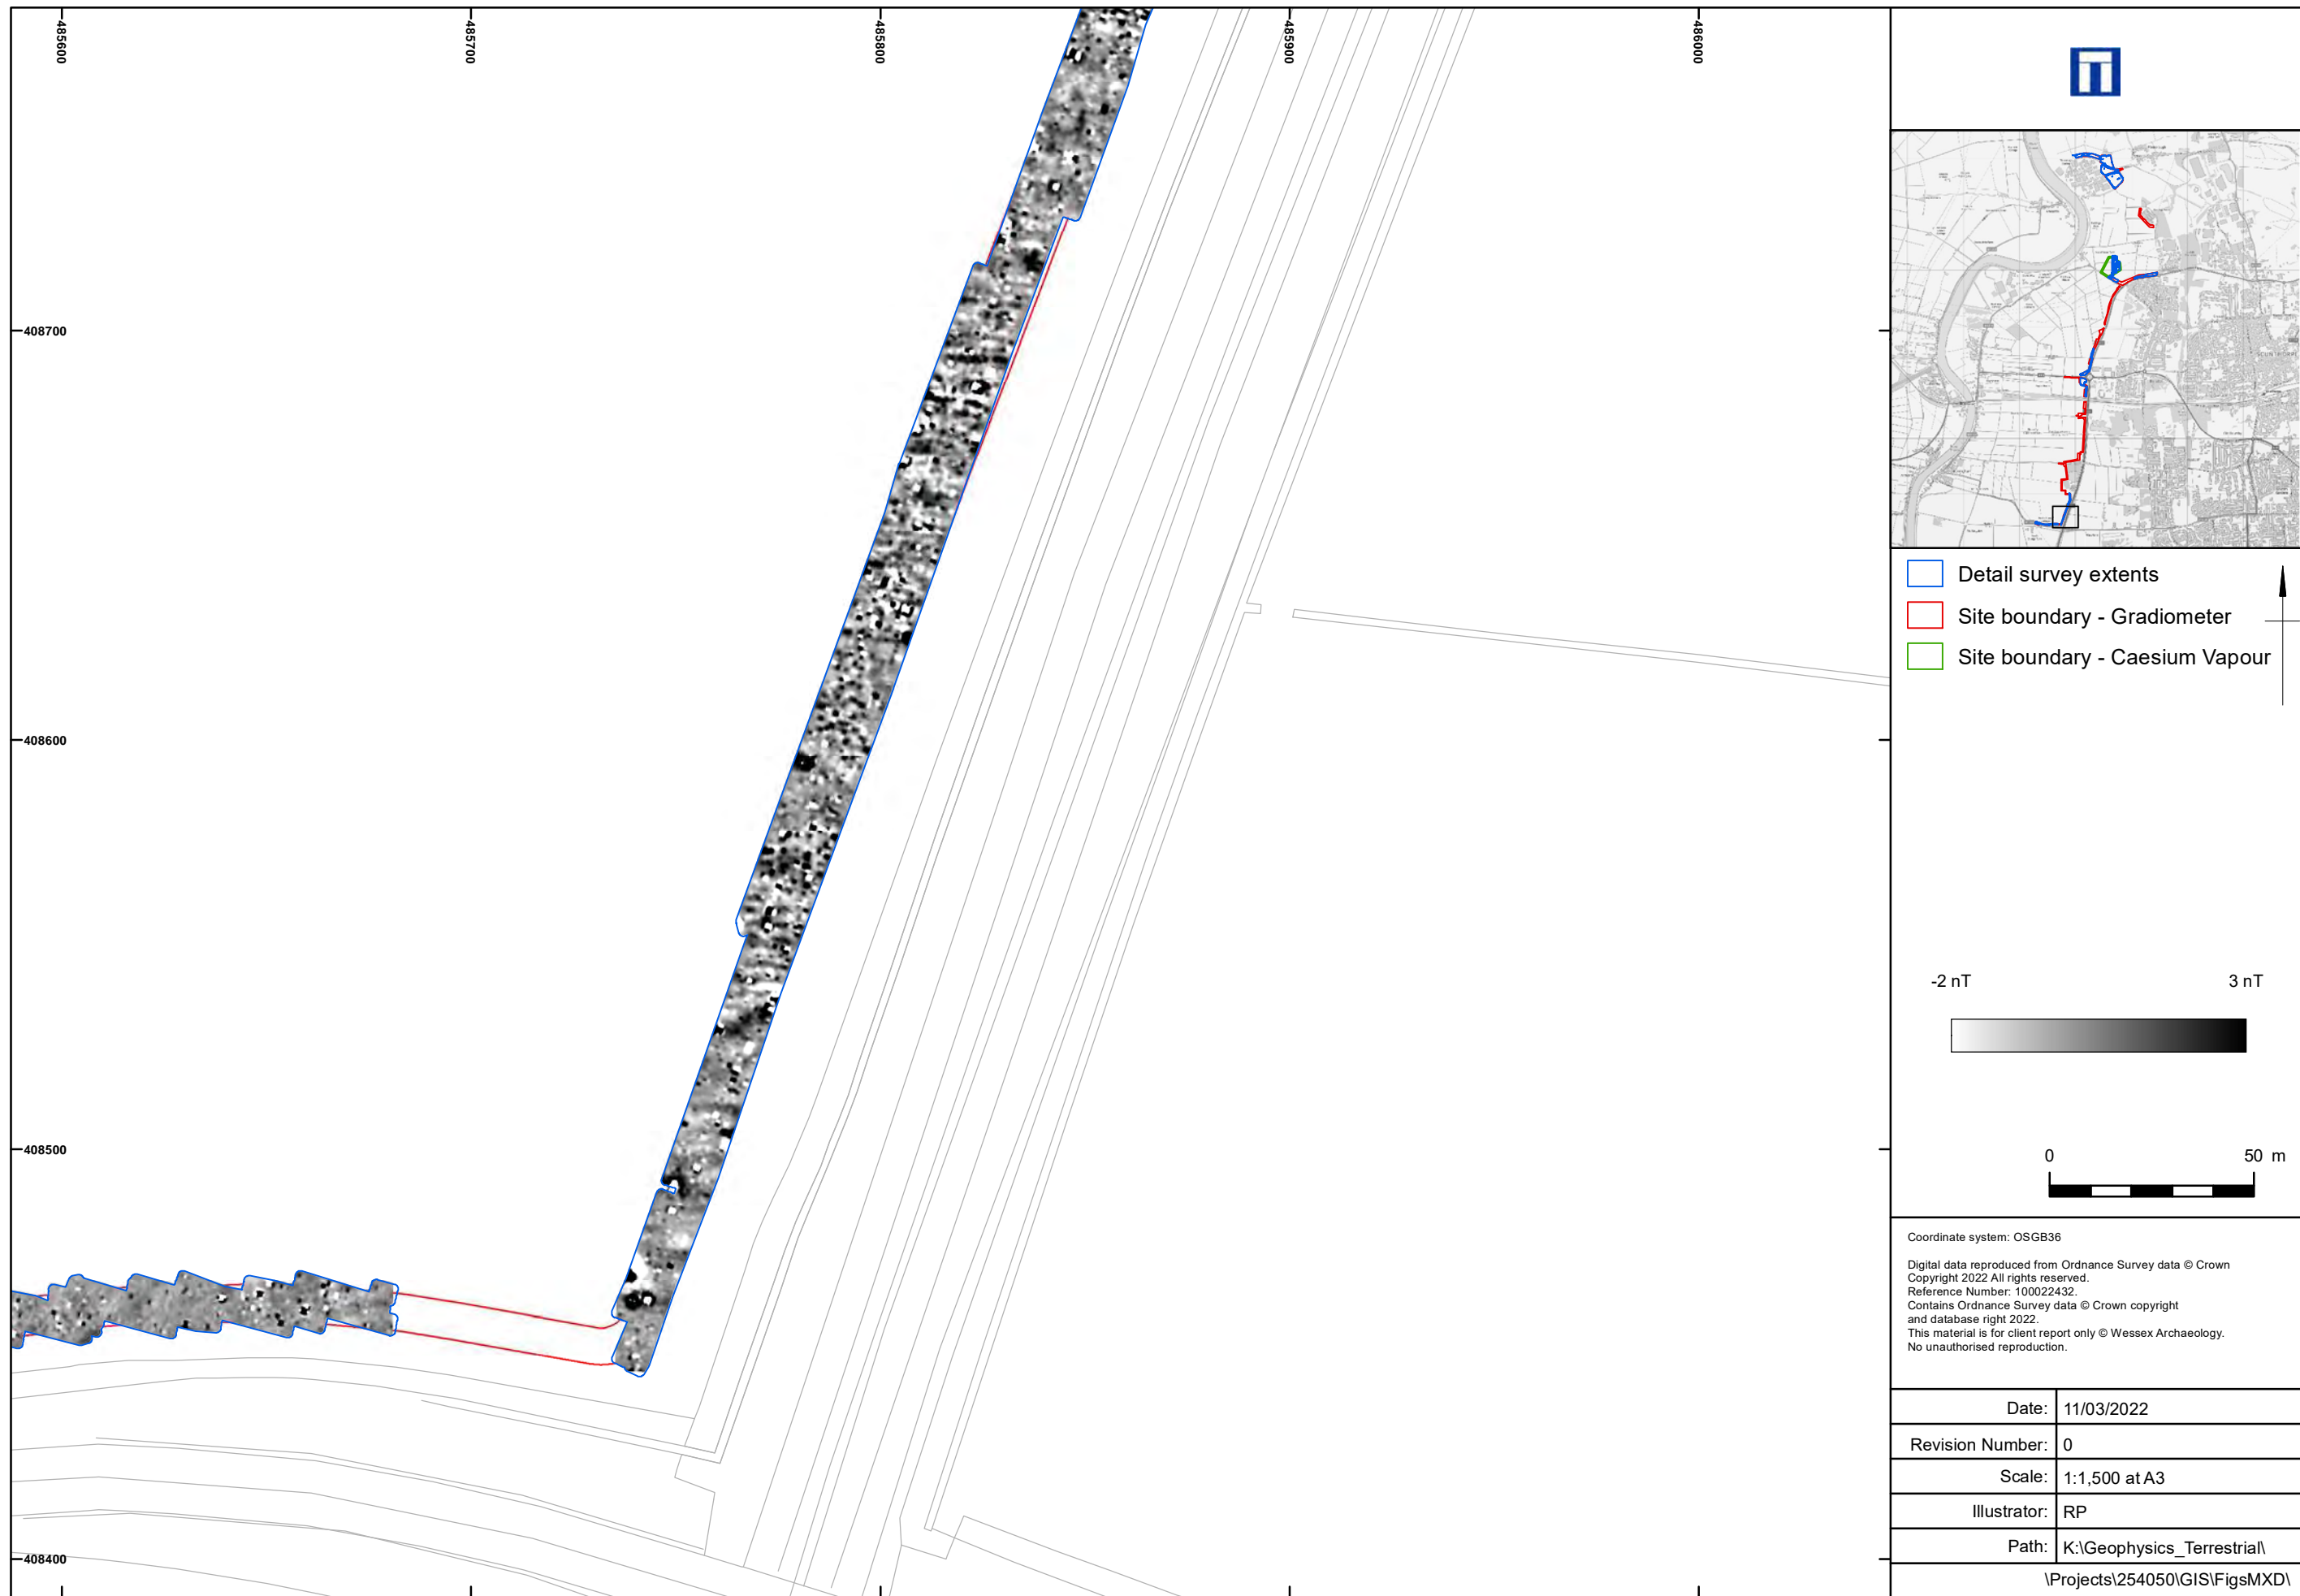 485600
485700
485800
485900
486000
408700
408600
408500
408400
SCUNTHORPE
Detail survey extents
Site boundary - Gradiometer
Site boundary - Caesium Vapour
-2 nT 3 nT
0 50 m
Coordinate system: OSGB36
Digital data reproduced from Ordnance Survey data © Crown
Copyright 2022 All rights reserved.
Reference Number: 100022432.
Contains Ordnance Survey data © Crown copyright
and database right 2022.
This material is for client report only © Wessex Archaeology.
No unauthorised reproduction.
Date: 11/03/2022
Revision Number: 0
Scale: 1:1,500 at A3
Illustrator: RP
Path: K:\Geophysics_Terrestrial\
\Projects\254050\GIS\FigsMXD\